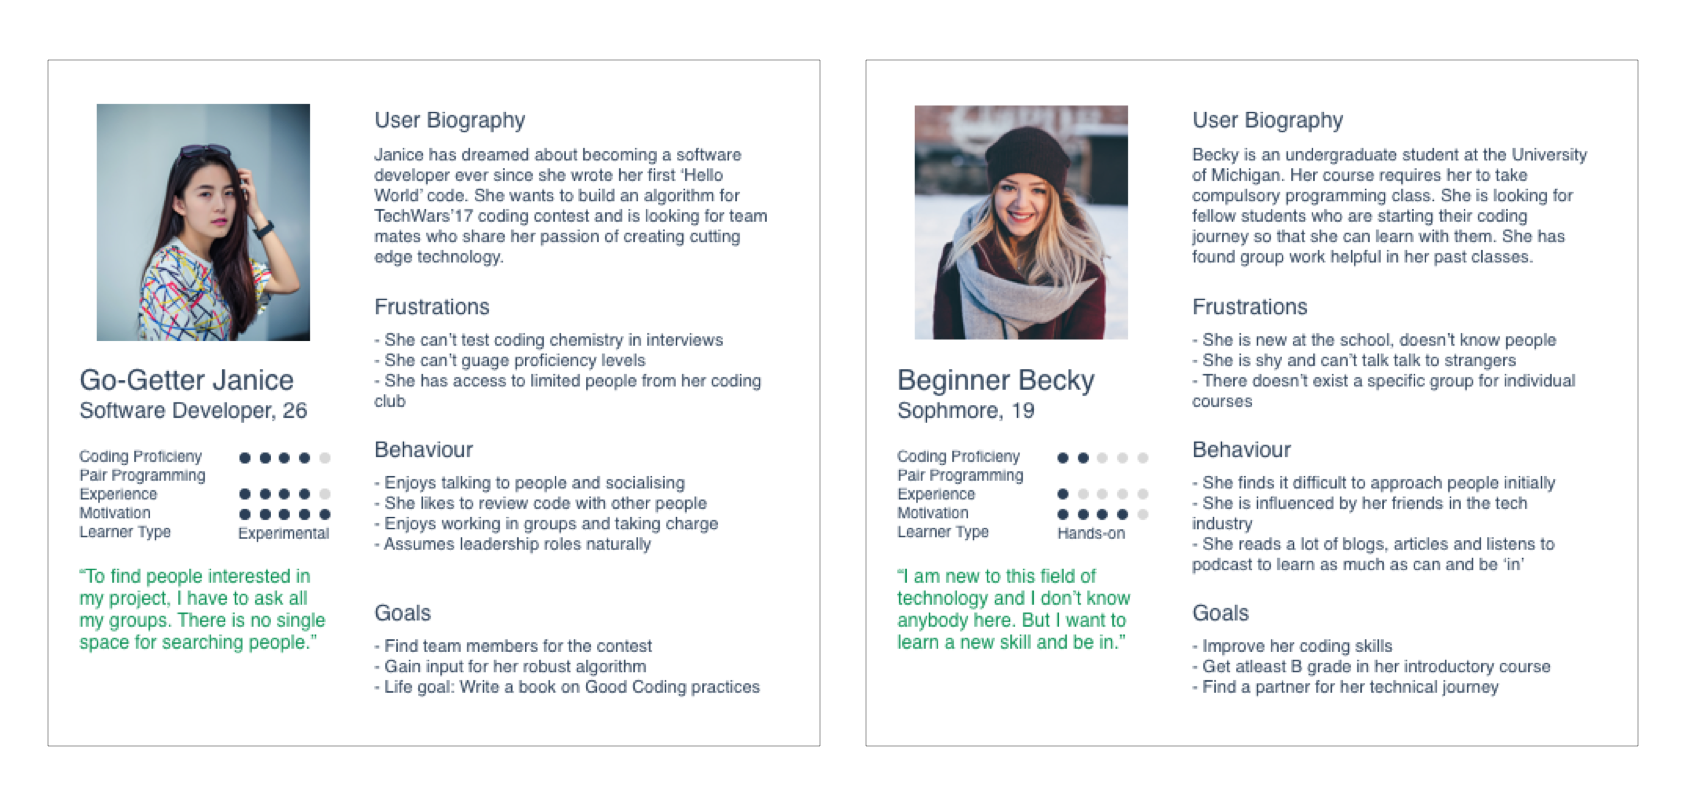 User Biography
Janice has dreamed about becoming a software
developer ever since she wrote her first ‘Hello
World’ code. She wants to build an algorithm for
TechWars’17 coding contest and is looking for team
mates who share her passion of creating cutting
edge technology.
Frustrations
- She can’t test coding chemistry in interviews
- She can’t guage proficiency levels
- She has access to limited people from her coding
club
Go-Getter Janice
Software Developer, 26
Coding Proficieny
Pair Programming
Experience
Motivation
Learner Type Experimental
“To find people interested in
my project, I have to ask all
my groups. There is no single
space for searching people.”
Behaviour
- Enjoys talking to people and socialising
- She likes to review code with other people
- Enjoys working in groups and taking charge
- Assumes leadership roles naturally
Goals
- Find team members for the contest
- Gain input for her robust algorithm
- Life goal: Write a book on Good Coding practices
User Biography
Becky is an undergraduate student at the University
of Michigan. Her course requires her to take
compulsory programming class. She is looking for
fellow students who are starting their coding
journey so that she can learn with them. She has
found group work helpful in her past classes.
Frustrations
- She is new at the school, doesn’t know people
- She is shy and can’t talk talk to strangers
- There doesn’t exist a specific group for individual
courses
Beginner Becky
Sophmore, 19
Coding Proficieny
Pair Programming
Experience
Motivation
Learner Type Hands-on
“I am new to this field of
technology and I don’t know
anybody here. But I want to
learn a new skill and be in.”
Behaviour
- She finds it difficult to approach people initially
- She is influenced by her friends in the tech
industry
- She reads a lot of blogs, articles and listens to
podcast to learn as much as can and be ‘in’
Goals
- Improve her coding skills
- Get atleast B grade in her introductory course
- Find a partner for her technical journey